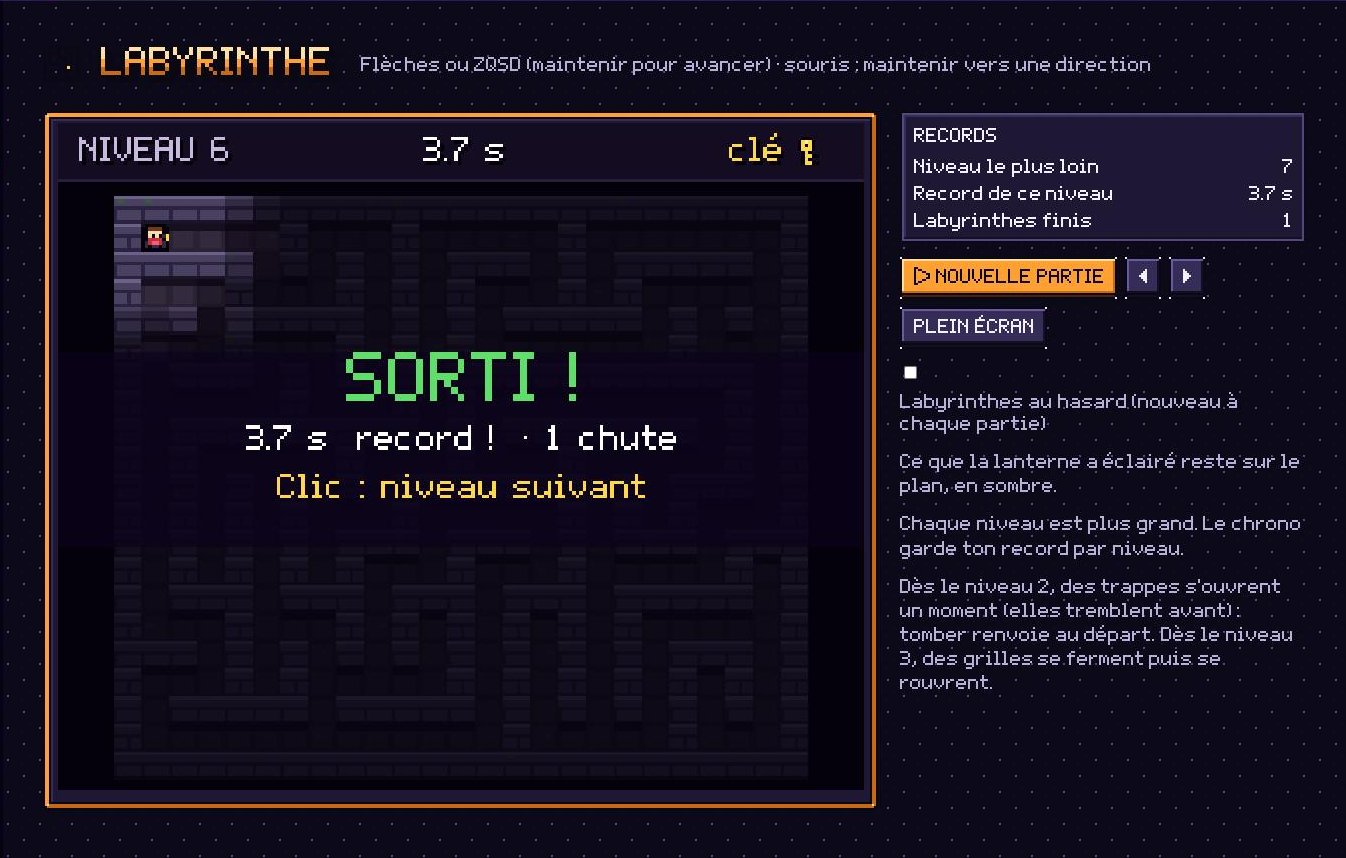 LABYRINTHE
Flèches ou ZQSD (maintenir pour avancer) · souris : maintenir vers une direction
NIVEAU 6
3.7 s
clé
SORTI !
3.7 s record ! · 1 chute
Clic : niveau suivant
RECORDS
Niveau le plus loin 7
Record de ce niveau 3.7 s
Labyrinthes finis 1
NOUVELLE PARTIE
PLEIN ÉCRAN
Labyrinthes au hasard (nouveau à
chaque partie)
Ce que la lanterne a éclairé reste sur le
plan, en sombre.
Chaque niveau est plus grand. Le chrono
garde ton record par niveau.
Dès le niveau 2, des trappes s'ouvrent
un moment (elles tremblent avant) :
tomber renvoie au départ. Dès le niveau
3, des grilles se ferment puis se
rouvrent.